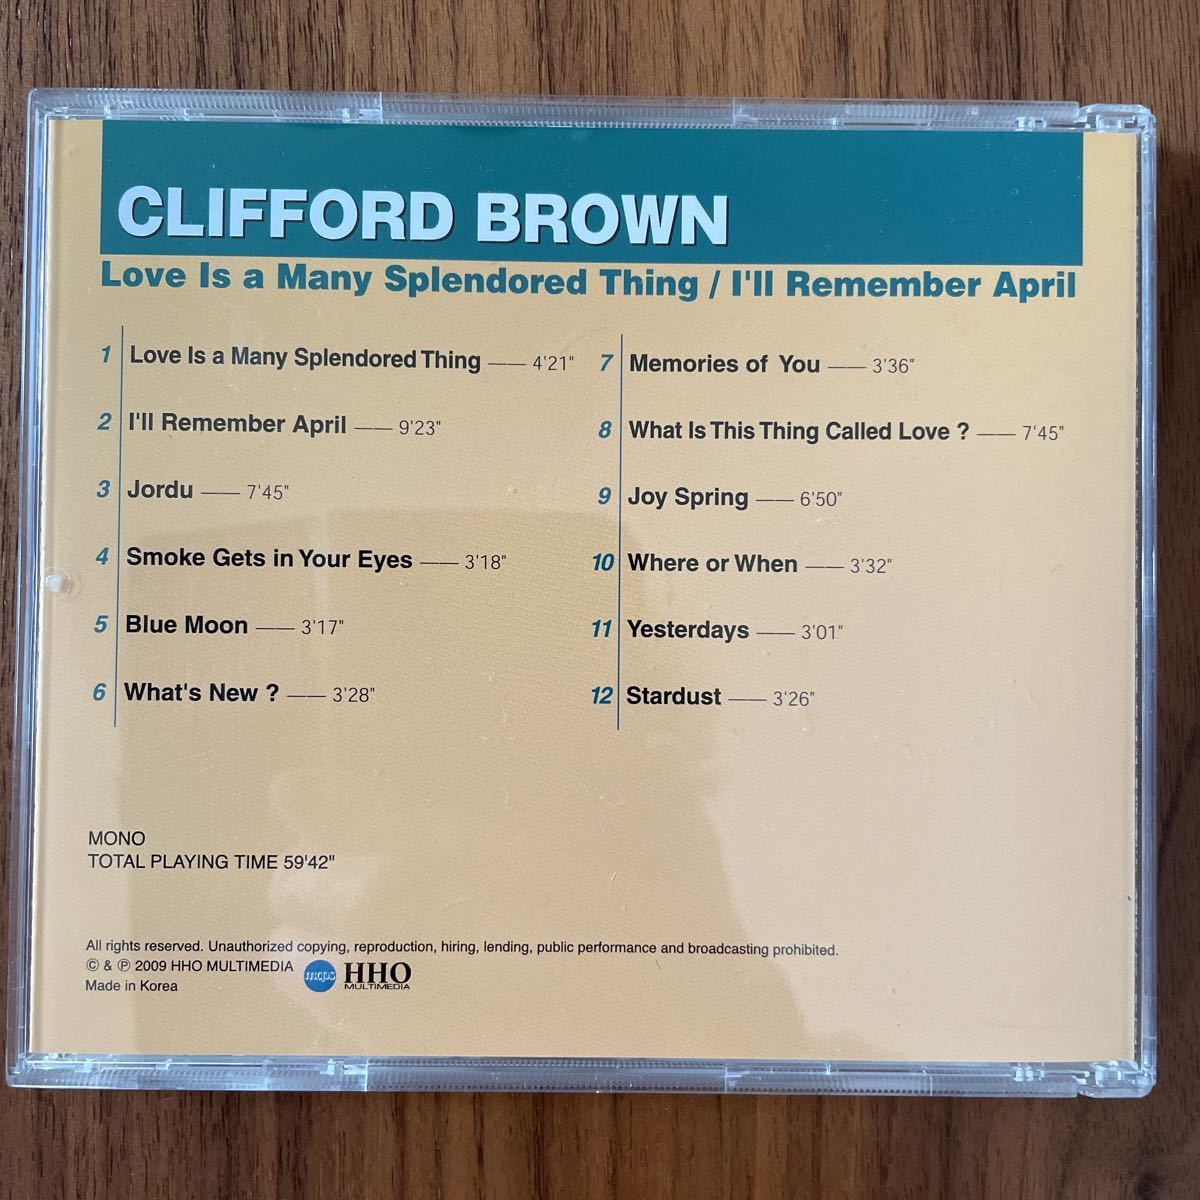 CLIFFORD BROWN
Love Is a Many Splendored Thing / I'll Remember April
1 Love Is a Many Splendored Thing —— 4'21"
2 I'll Remember April —— 9'23"
3 Jordu —— 7'45"
4 Smoke Gets in Your Eyes —— 3'18"
5 Blue Moon —— 3'17"
6 What's New ? —— 3'28"
7 Memories of You —— 3'36"
8 What Is This Thing Called Love ? —— 7'45"
9 Joy Spring —— 6'50"
10 Where or When —— 3'32"
11 Yesterdays —— 3'01"
12 Stardust —— 3'26"
MONO
TOTAL PLAYING TIME 59'42"
All rights reserved. Unauthorized copying, reproduction, hiring, lending, public performance and broadcasting prohibited.
© & ℗ 2009 HHO MULTIMEDIA
Made in Korea
mcps
HHO
MULTIMEDIA